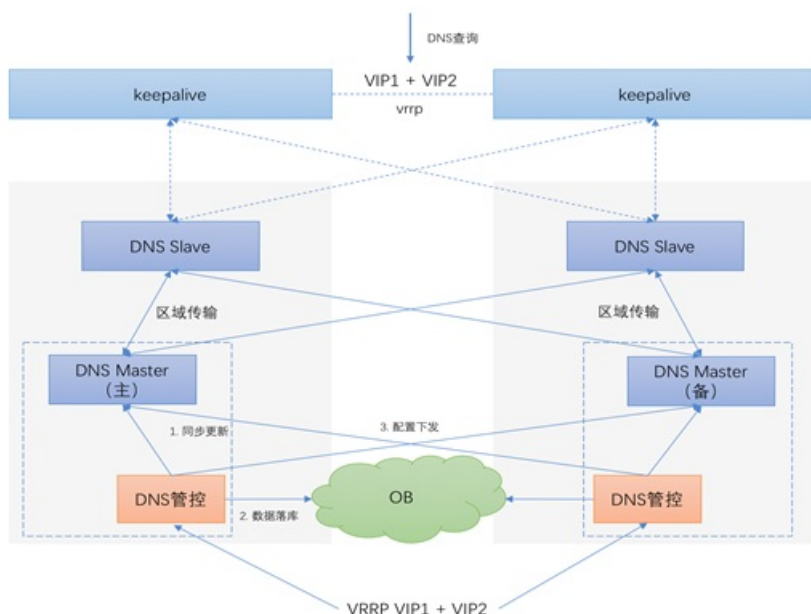 DNS查询
VIP1 + VIP2
keepalive
keepalive
vrrp
DNS Slave
DNS Slave
区域传输
区域传输
DNS Master
（主）
DNS Master
（备）
1. 同步更新
3. 配置下发
DNS管控
OB
DNS管控
2. 数据落库
VRRP VIP1 + VIP2